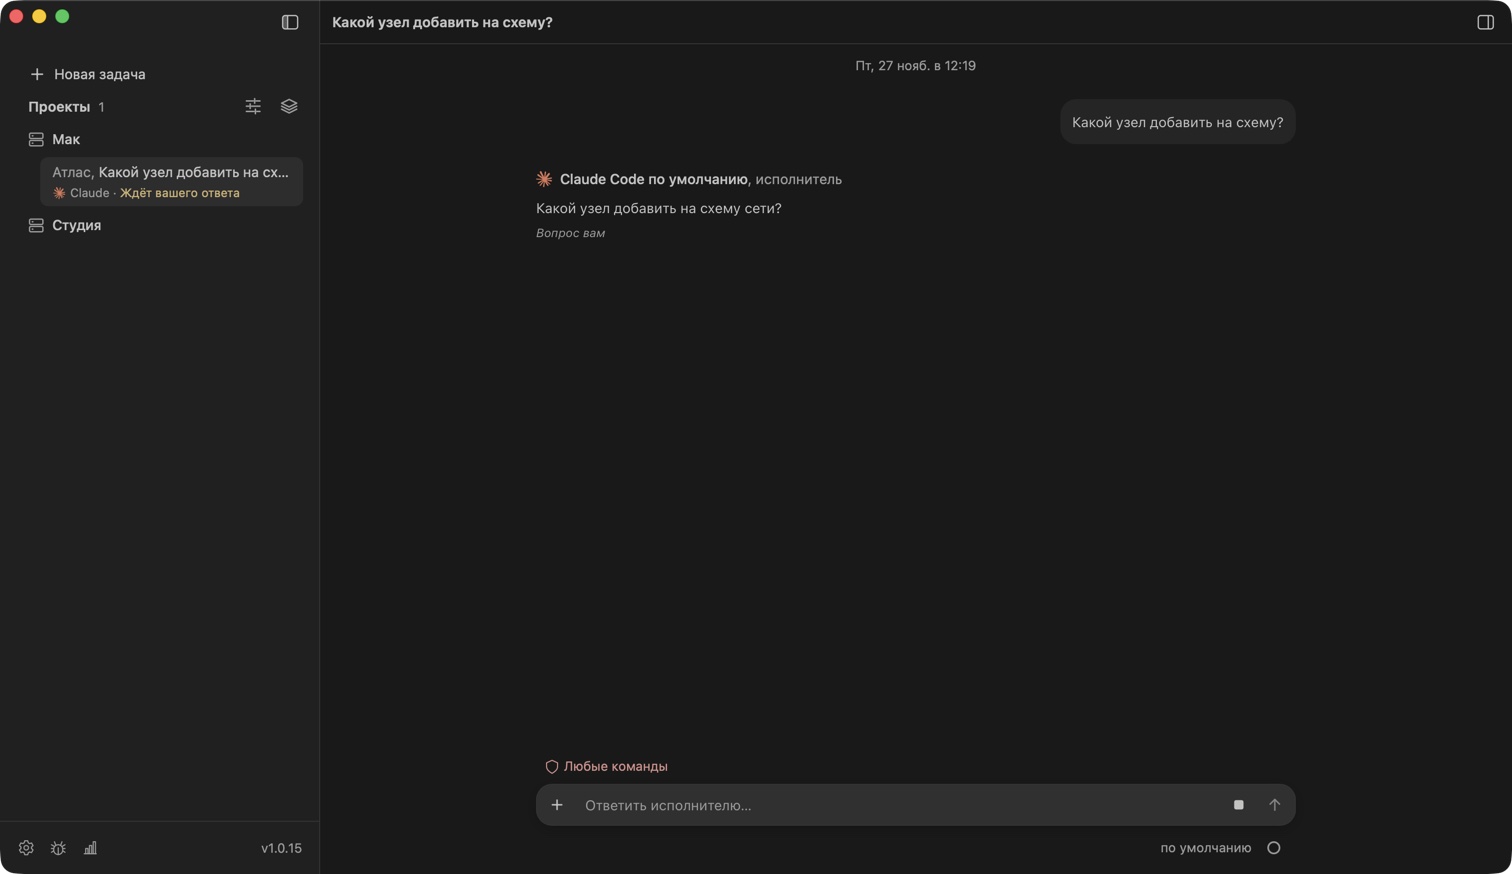 Какой узел добавить на схему?
Новая задача
Проекты 1
Мак
Атлас, Какой узел добавить на сх...
Claude · Ждёт вашего ответа
Студия
v1.0.15
Пт, 27 нояб. в 12:19
Какой узел добавить на схему?
Claude Code по умолчанию, исполнитель
Какой узел добавить на схему сети?
Вопрос вам
Любые команды
Ответить исполнителю...
по умолчанию